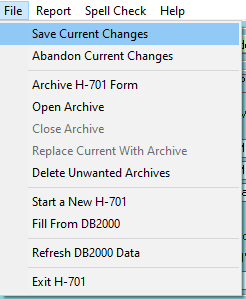 File Report Spell Check Help
Save Current Changes
Abandon Current Changes
Archive H-701 Form
Open Archive
Close Archive
Replace Current With Archive
Delete Unwanted Archives
Start a New H-701
Fill From DB2000
Refresh DB2000 Data
Exit H-701